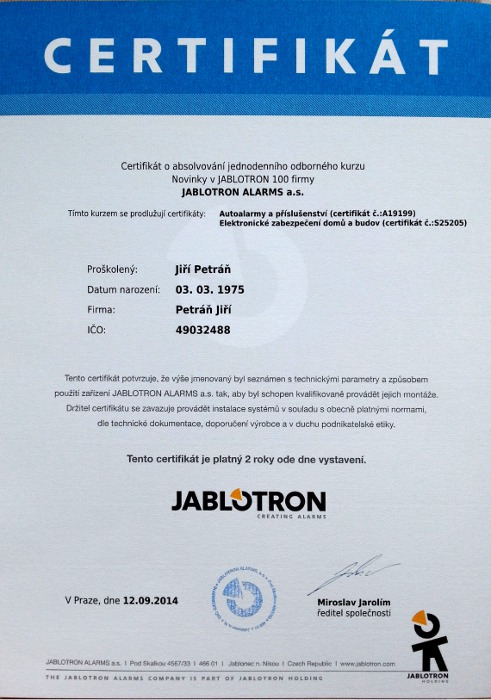 CERTIFIKÁT
Certifikát o absolvování jednodenního odborného kurzu
Novinky v JABLOTRON 100 firmy
JABLOTRON ALARMS a.s.
Tímto kurzem se prodlužují certifikáty: Autoalarmy a příslušenství (certifikát č.:A19199)
Elektronické zabezpečení domů a budov (certifikát č.:S25205)
Proškolený: Jiří Petráň
Datum narození: 03. 03. 1975
Firma: Petráň Jiří
IČO: 49032488
Tento certifikát potvrzuje, že výše jmenovaný byl seznámen s technickými parametry a způsobem
použití zařízení JABLOTRON ALARMS a.s. tak, aby byl schopen kvalifikovaně provádět jejich montáže.
Držitel certifikátu se zavazuje provádět instalace systémů v souladu s obecně platnými normami,
dle technické dokumentace, doporučení výrobce a v duchu podnikatelské etiky.
Tento certifikát je platný 2 roky ode dne vystavení.
JABLOTRON
CREATING ALARMS
V Praze, dne 12.09.2014
Miroslav Jarolím
ředitel společnosti
JABLOTRON
HOLDING
JABLOTRON ALARMS a.s. | Pod Skalkou 4567/33 | 466 01 | Jablonec n. Nisou | Czech Republic | www.jablotron.com
THE JABLOTRON ALARMS COMPANY IS PART OF JABLOTRON HOLDING